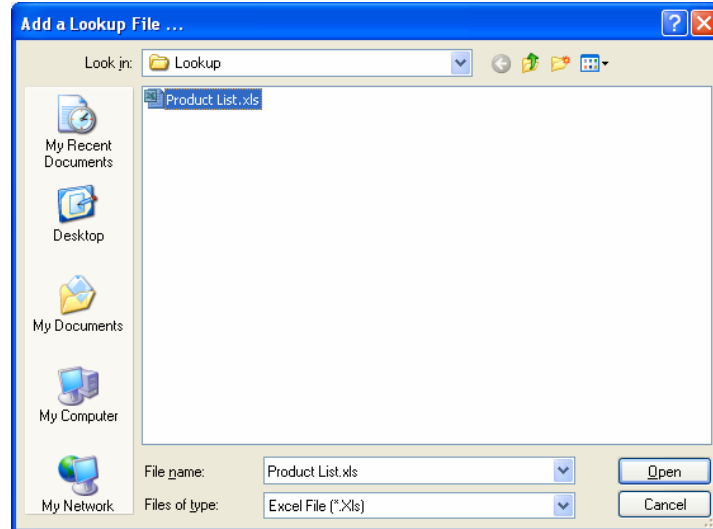 Add a Lookup File ...
Look in: Lookup
Product List.xls
My Recent
Documents
Desktop
My Documents
My Computer
My Network
File name: Product List.xls Open
Files of type: Excel File (*.Xls) Cancel